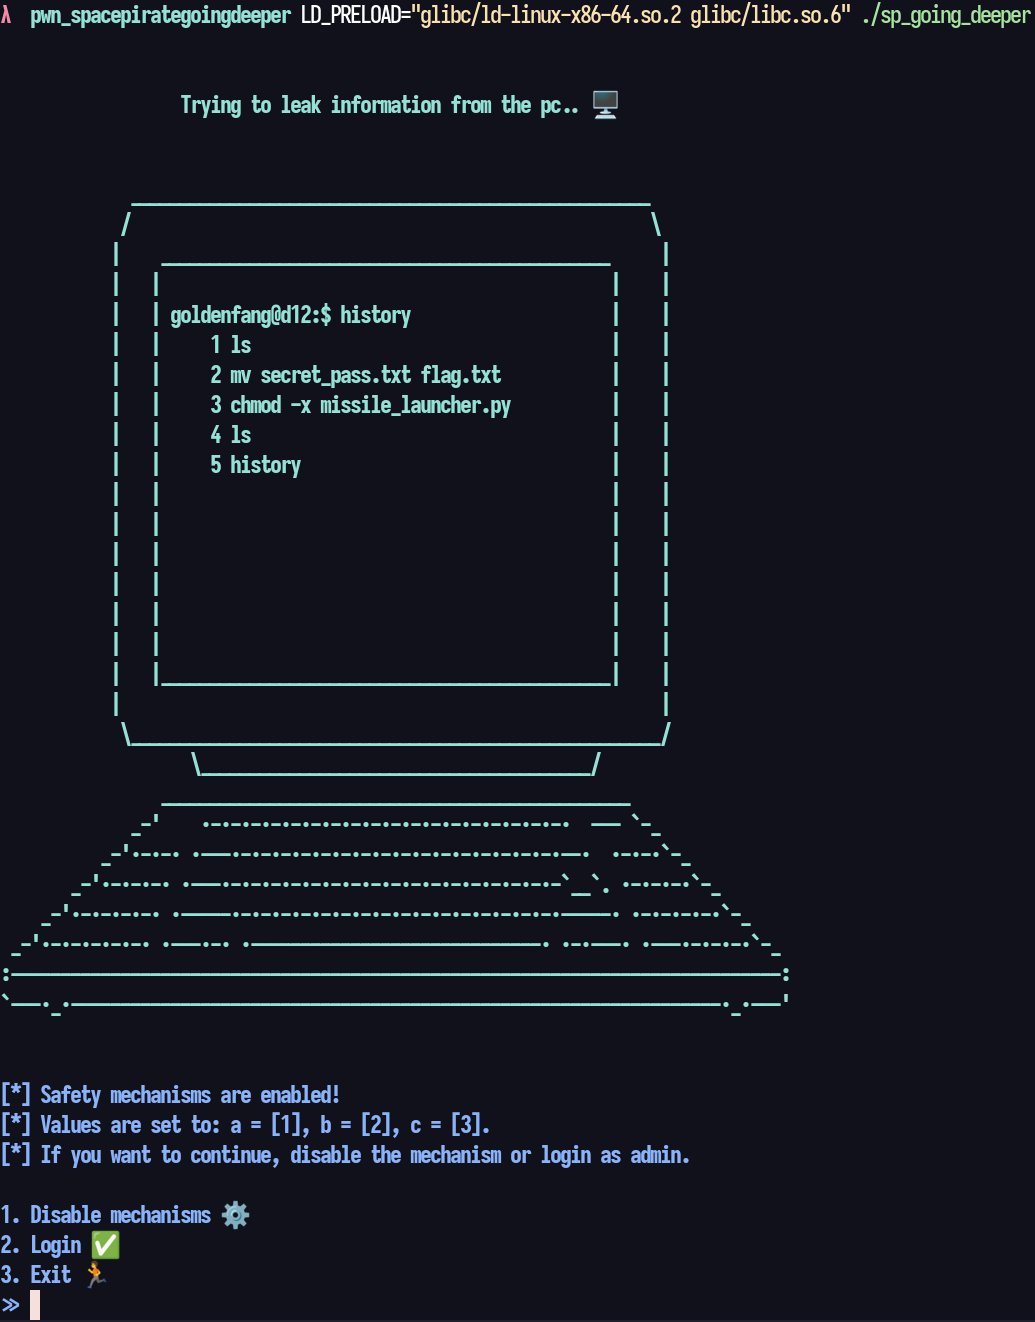 λ pwn_spacepirategoingdeeper LD_PRELOAD="glibc/ld-linux-x86-64.so.2 glibc/libc.so.6" ./sp_going_deeper
Trying to leak information from the pc.. 🖥️
goldenfang@d12:$ history
1 ls
2 mv secret_pass.txt flag.txt
3 chmod -x missile_launcher.py
4 ls
5 history
[*] Safety mechanisms are enabled!
[*] Values are set to: a = [1], b = [2], c = [3].
[*] If you want to continue, disable the mechanism or login as admin.
1. Disable mechanisms ⚙️
2. Login ✅
3. Exit 🏃
>>